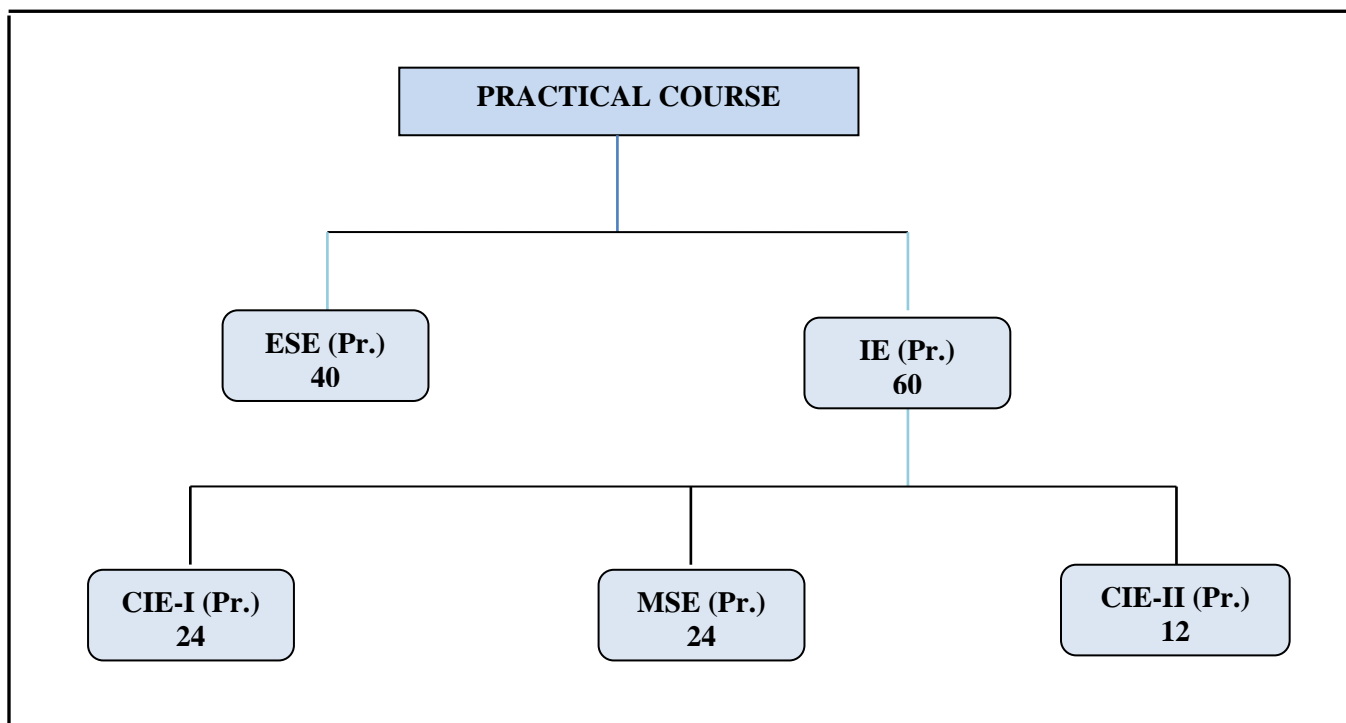 PRACTICAL COURSE
ESE (Pr.)
40
IE (Pr.)
60
CIE-I (Pr.)
24
MSE (Pr.)
24
CIE-II (Pr.)
12